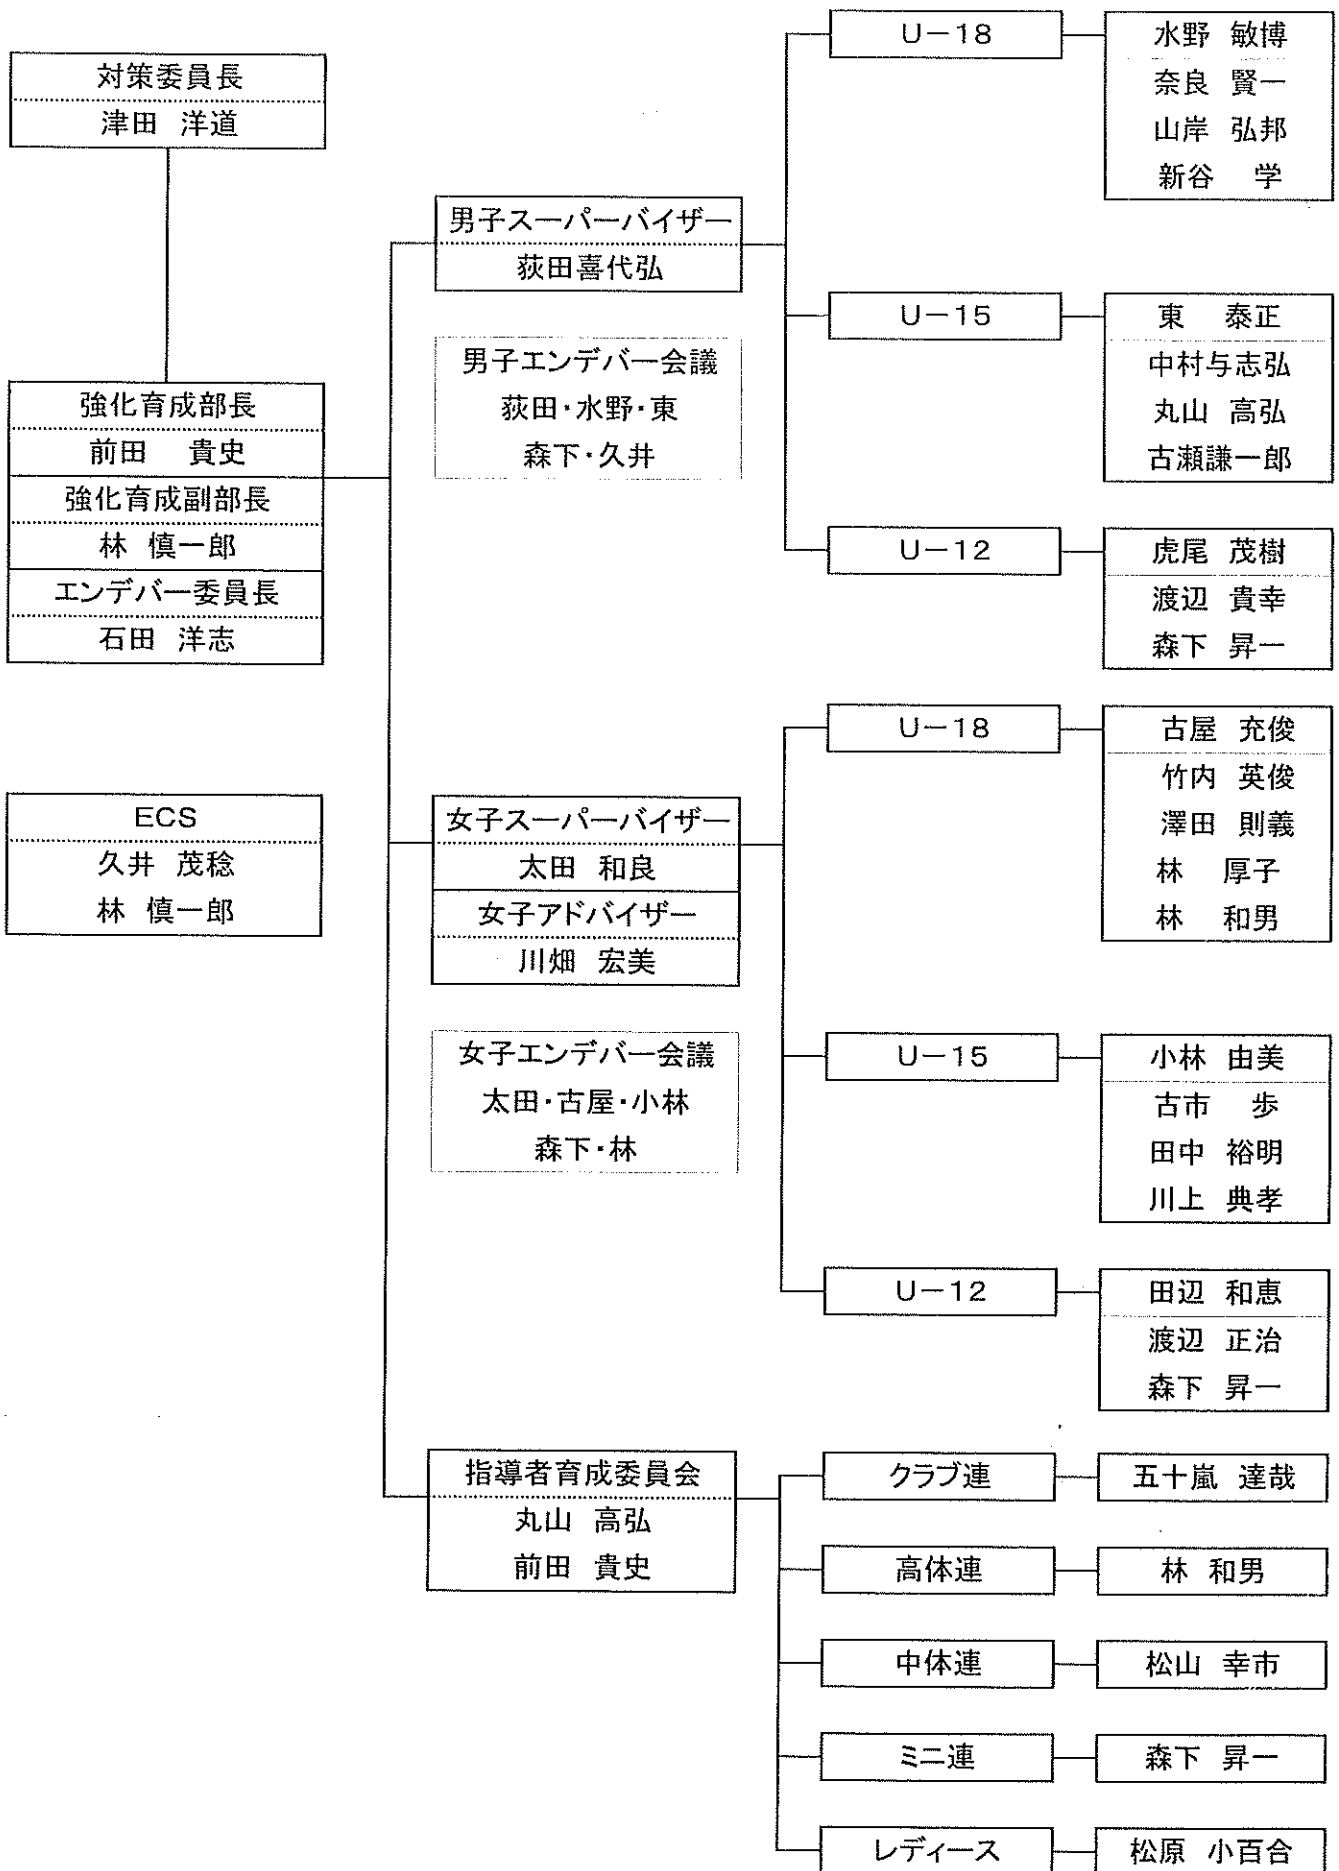 対策委員長
津田 洋道
強化育成部長
前田 貴史
強化育成副部長
林 慎一郎
エンデバー委員長
石田 洋志
ECS
久井 茂稔
林 慎一郎
男子スーパーバイザー
荻田喜代弘
男子エンデバー会議
荻田・水野・東
森下・久井
U-18
水野 敏博
奈良 賢一
山岸 弘邦
新谷 学
U-15
東 泰正
中村与志弘
丸山 高弘
古瀬謙一郎
U-12
虎尾 茂樹
渡辺 貴幸
森下 昇一
女子スーパーバイザー
太田 和良
女子アドバイザー
川畑 宏美
女子エンデバー会議
太田・古屋・小林
森下・林
U-18
古屋 充俊
竹内 英俊
澤田 則義
林 厚子
林 和男
U-15
小林 由美
古市 歩
田中 裕明
川上 典孝
U-12
田辺 和恵
渡辺 正治
森下 昇一
指導者育成委員会
丸山 高弘
前田 貴史
クラブ連
五十嵐 達哉
高体連
林 和男
中体連
松山 幸市
ミニ連
森下 昇一
レディース
松原 小百合